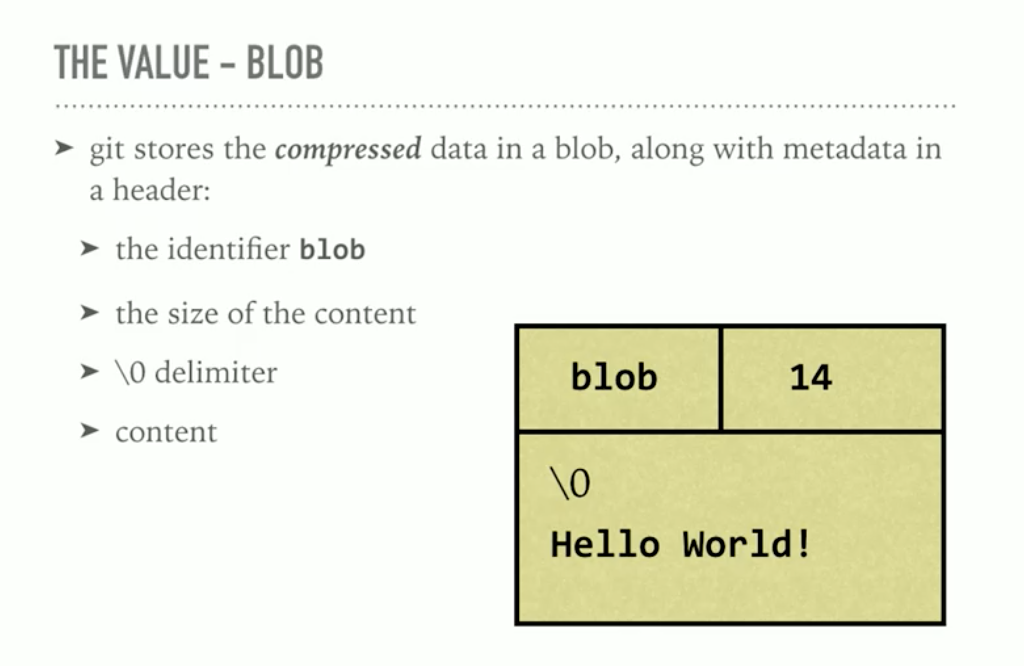 THE VALUE – BLOB
➤ git stores the compressed data in a blob, along with metadata in
a header:
➤ the identifier blob
➤ the size of the content
➤ \0 delimiter
➤ content
blob 14
\0
Hello World!